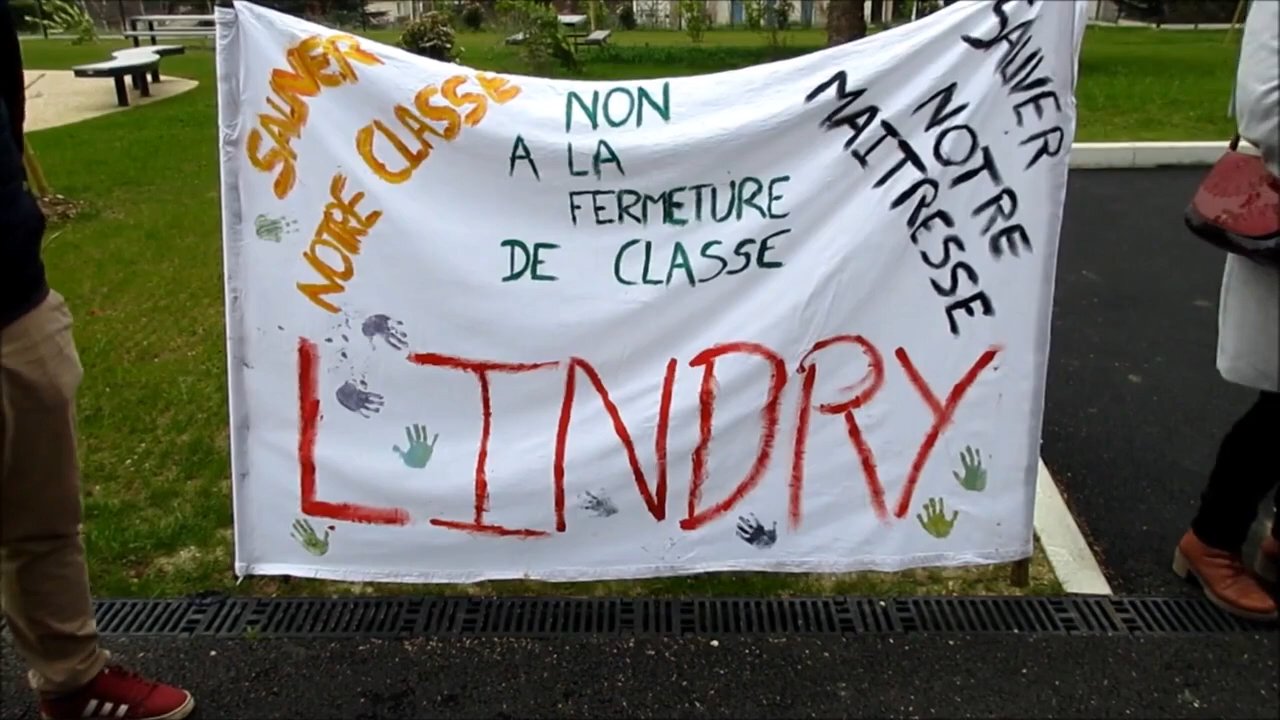 SAUVER
NOTRE CLASSE
NON
A LA
FERMETURE
DE CLASSE
SAUVER
NOTRE
MAITRESSE
LINDRY